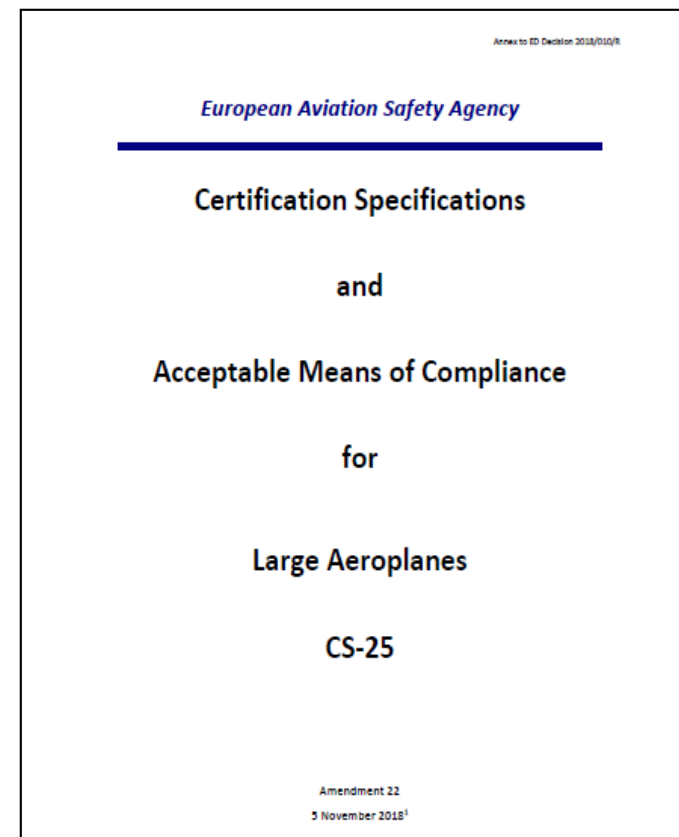 Annex to ED Decision 2018/010/R
European Aviation Safety Agency
Certification Specifications
and
Acceptable Means of Compliance
for
Large Aeroplanes
CS-25
Amendment 22
5 November 2018¹